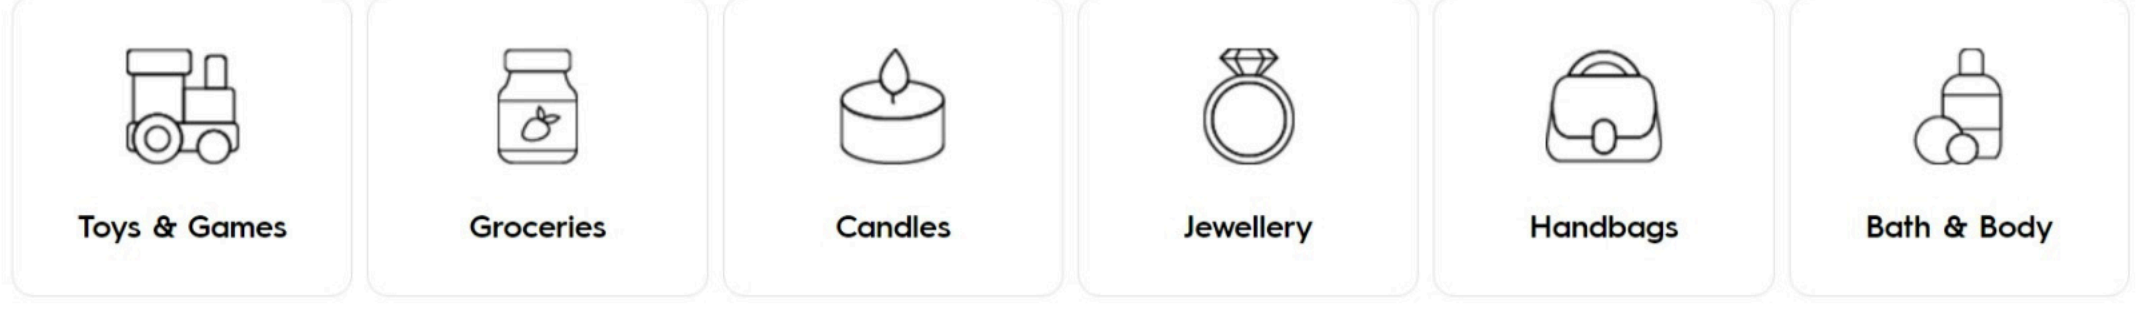 Toys & Games
Groceries
Candles
Jewellery
Handbags
Bath & Body